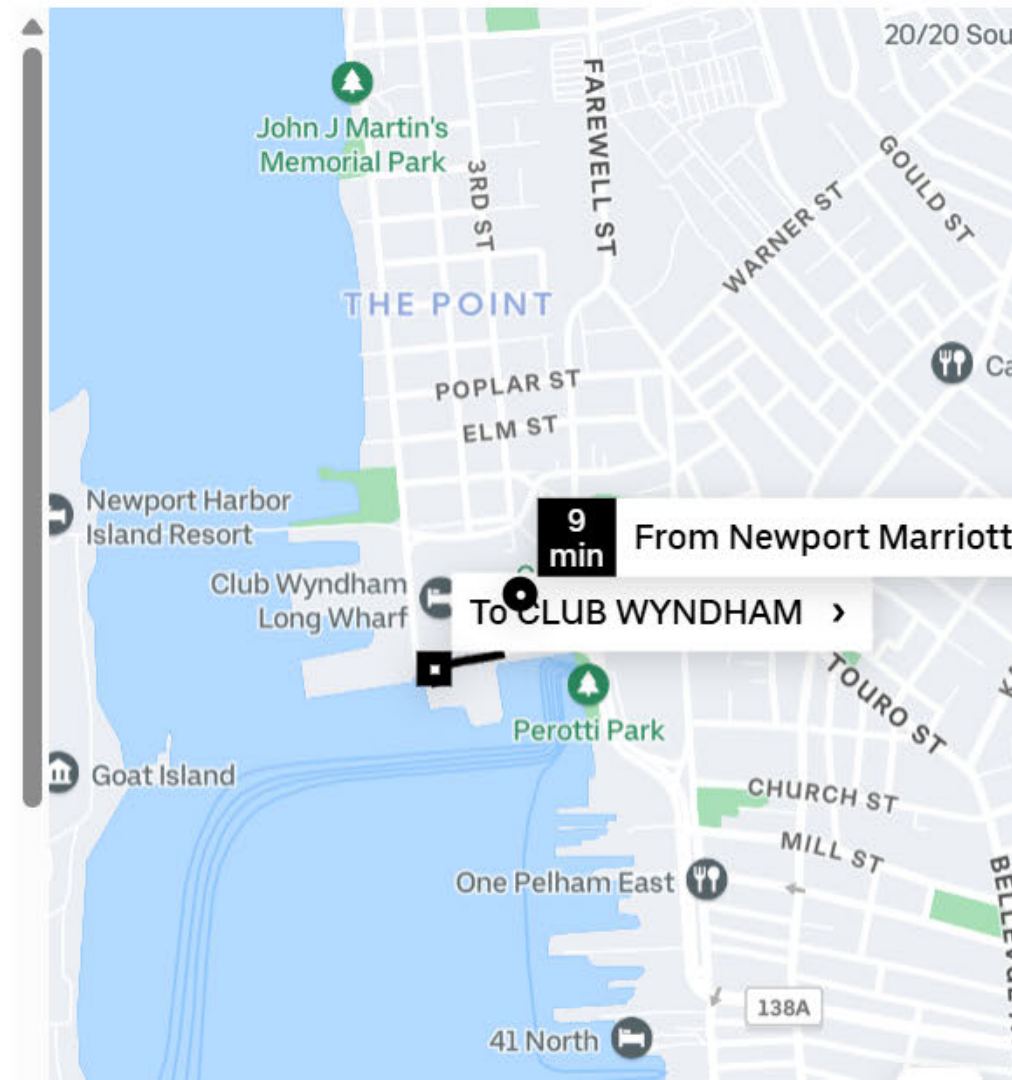 20/20 Sou
John J Martin's
Memorial Park
3RD ST
FAREWELL ST
GOULD ST
WARNER ST
THE POINT
POPLAR ST
ELM ST
Ca
Newport Harbor
Island Resort
9
min
From Newport Marriott
Club Wyndham
Long Wharf
To CLUB WYNDHAM
TOURO ST
Perotti Park
Goat Island
CHURCH ST
MILL ST
One Pelham East
138A
41 North